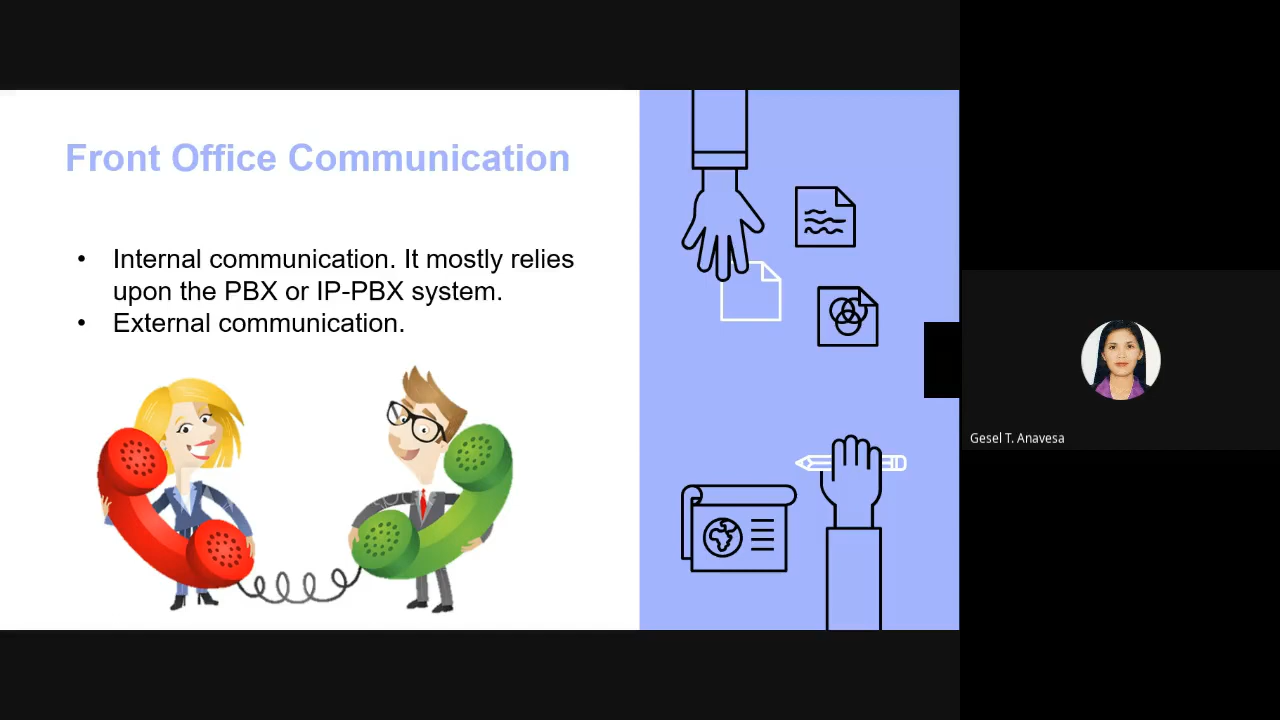 Front Office Communication
• Internal communication. It mostly relies
upon the PBX or IP-PBX system.
• External communication.
Gesel T. Anavesa